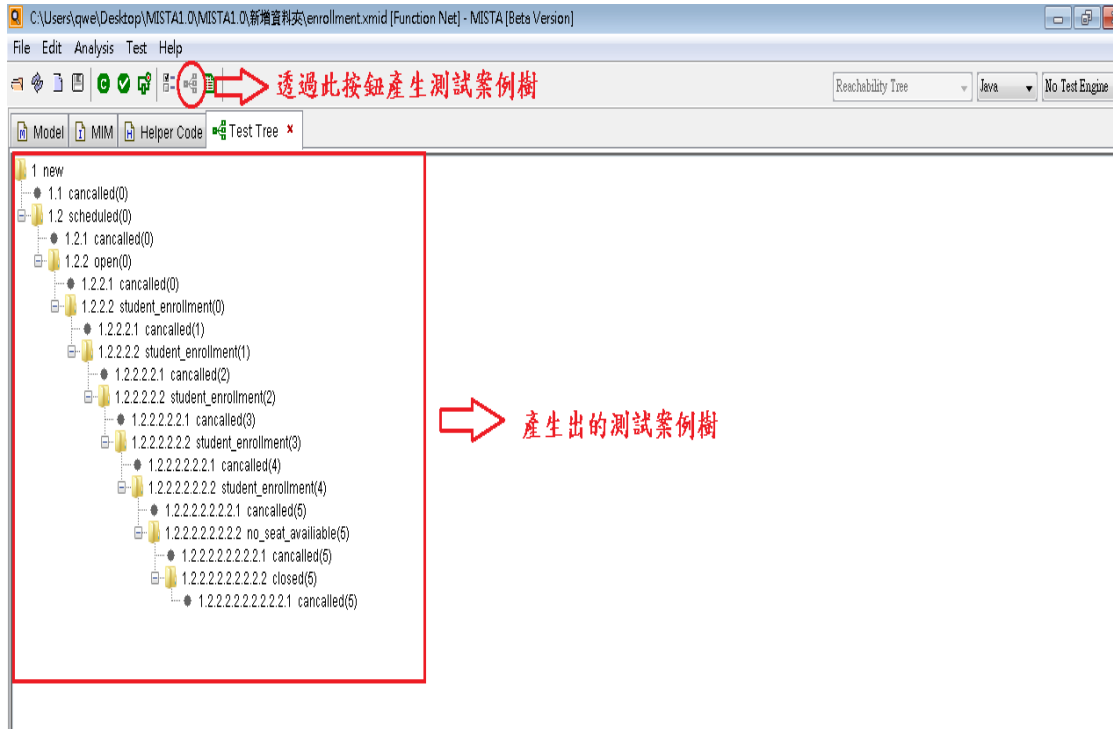 C:\Users\qwe\Desktop\MISTA1.0\MISTA1.0\新增資料夾\enrollment.xmid [Function Net] - MISTA [Beta Version]
File Edit Analysis Test Help
透過此按鈕產生測試案例樹
Reachability Tree Java No Test Engine
Model MIM Helper Code Test Tree
1 new
1.1 cancalled(0)
1.2 scheduled(0)
1.2.1 cancalled(0)
1.2.2 open(0)
1.2.2.1 cancalled(0)
1.2.2.2 student_enrollment(0)
1.2.2.2.1 cancalled(1)
1.2.2.2.2 student_enrollment(1)
1.2.2.2.2.1 cancalled(2)
1.2.2.2.2.2 student_enrollment(2)
1.2.2.2.2.2.1 cancalled(3)
1.2.2.2.2.2.2 student_enrollment(3)
1.2.2.2.2.2.2.1 cancalled(4)
1.2.2.2.2.2.2.2 student_enrollment(4)
1.2.2.2.2.2.2.2.1 cancalled(5)
1.2.2.2.2.2.2.2.2 no_seat_availiable(5)
1.2.2.2.2.2.2.2.2.1 cancalled(5)
1.2.2.2.2.2.2.2.2.2 closed(5)
1.2.2.2.2.2.2.2.2.2.1 cancalled(5)
產生出的測試案例樹